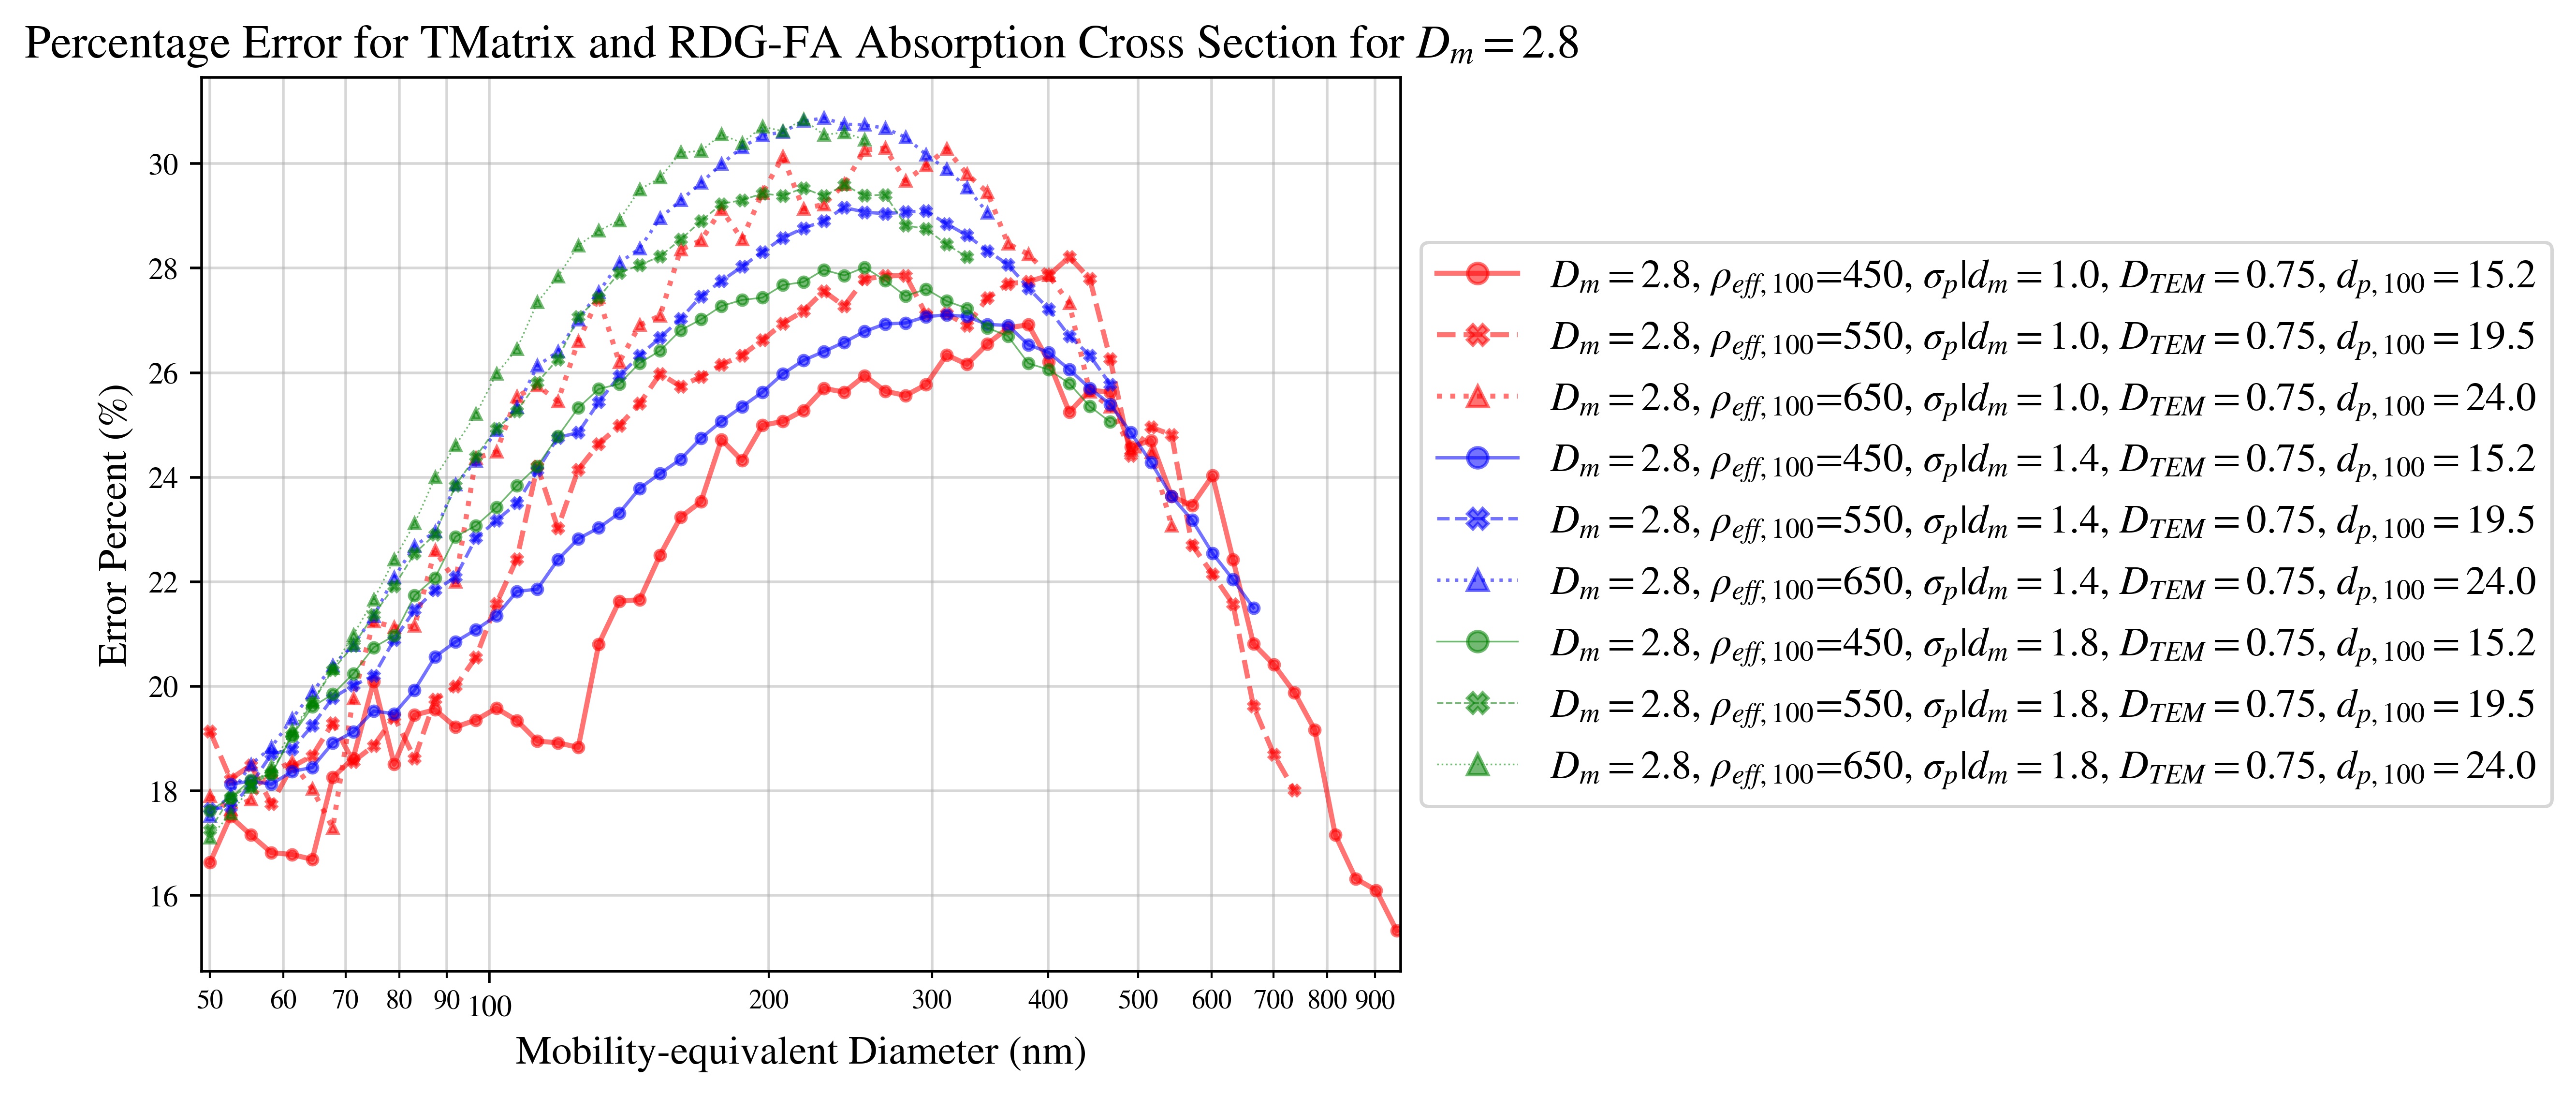 Percentage Error for TMatrix and RDG-FA Absorption Cross Section for D_m = 2.8
Error Percent (%)
30
28
26
24
22
20
18
16
50 60 70 80 90 100 200 300 400 500 600 700 800 900
Mobility-equivalent Diameter (nm)
D_m = 2.8, ρ_eff,100=450, σ_p|d_m = 1.0, D_TEM = 0.75, d_p,100 = 15.2
D_m = 2.8, ρ_eff,100=550, σ_p|d_m = 1.0, D_TEM = 0.75, d_p,100 = 19.5
D_m = 2.8, ρ_eff,100=650, σ_p|d_m = 1.0, D_TEM = 0.75, d_p,100 = 24.0
D_m = 2.8, ρ_eff,100=450, σ_p|d_m = 1.4, D_TEM = 0.75, d_p,100 = 15.2
D_m = 2.8, ρ_eff,100=550, σ_p|d_m = 1.4, D_TEM = 0.75, d_p,100 = 19.5
D_m = 2.8, ρ_eff,100=650, σ_p|d_m = 1.4, D_TEM = 0.75, d_p,100 = 24.0
D_m = 2.8, ρ_eff,100=450, σ_p|d_m = 1.8, D_TEM = 0.75, d_p,100 = 15.2
D_m = 2.8, ρ_eff,100=550, σ_p|d_m = 1.8, D_TEM = 0.75, d_p,100 = 19.5
D_m = 2.8, ρ_eff,100=650, σ_p|d_m = 1.8, D_TEM = 0.75, d_p,100 = 24.0